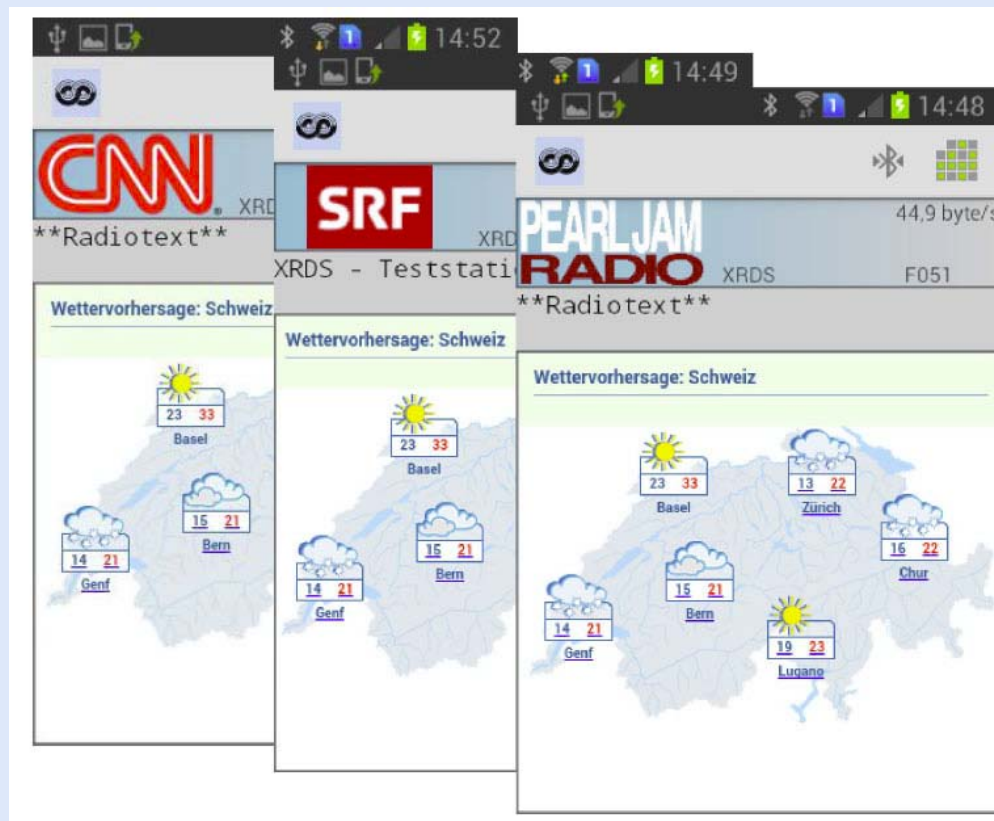 14:52
CNN
XRD
**Radiotext**
Wettervorhersage: Schweiz
23 33
Basel
15 21
Bern
14 21
Genf
1
14:49
SRF
XRD
XRDS - Teststati
Wettervorhersage: Schweiz
23 33
Basel
15 21
Bern
14 21
Genf
1
14:48
PEARL JAM
RADIO
XRDS
44,9 byte/s
F051
**Radiotext**
Wettervorhersage: Schweiz
23 33
Basel
13 22
Zürich
16 22
Chur
15 21
Bern
14 21
Genf
19 23
Lugano